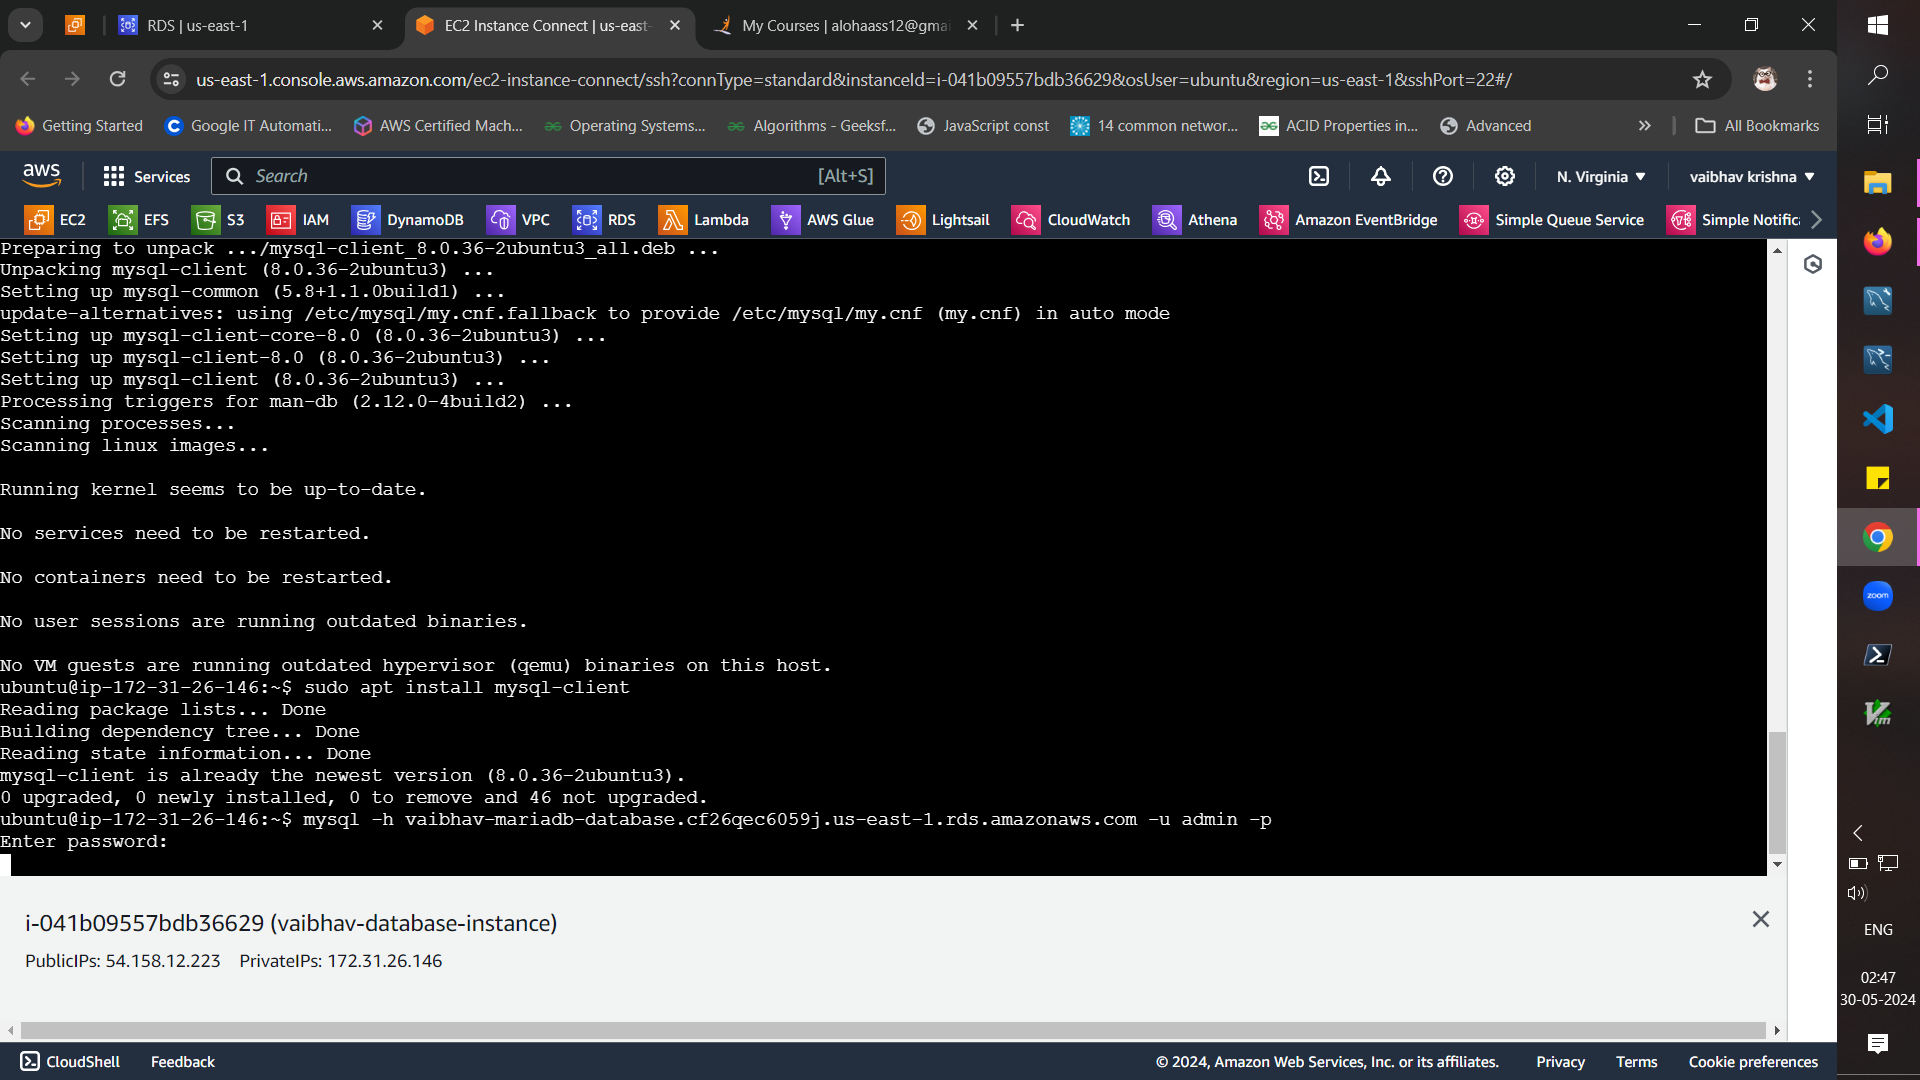 RDS | us-east-1
EC2 Instance Connect | us-east-
My Courses | alohaass12@gma
us-east-1.console.aws.amazon.com/ec2-instance-connect/ssh?connType=standard&instanceId=i-041b09557bdb36629&osUser=ubuntu&region=us-east-1&sshPort=22#/
Getting Started Google IT Automati... AWS Certified Mach... Operating Systems... Algorithms - Geeksf... JavaScript const 14 common networ... ACID Properties in... Advanced » All Bookmarks
aws Services Search [Alt+S] N. Virginia ▼ vaibhav krishna ▼
EC2 EFS S3 IAM DynamoDB VPC RDS Lambda AWS Glue Lightsail CloudWatch Athena Amazon EventBridge Simple Queue Service Simple Notific
Preparing to unpack .../mysql-client_8.0.36-2ubuntu3_all.deb ...
Unpacking mysql-client (8.0.36-2ubuntu3) ...
Setting up mysql-common (5.8+1.1.0build1) ...
update-alternatives: using /etc/mysql/my.cnf.fallback to provide /etc/mysql/my.cnf (my.cnf) in auto mode
Setting up mysql-client-core-8.0 (8.0.36-2ubuntu3) ...
Setting up mysql-client-8.0 (8.0.36-2ubuntu3) ...
Setting up mysql-client (8.0.36-2ubuntu3) ...
Processing triggers for man-db (2.12.0-4build2) ...
Scanning processes...
Scanning linux images...
Running kernel seems to be up-to-date.
No services need to be restarted.
No containers need to be restarted.
No user sessions are running outdated binaries.
No VM guests are running outdated hypervisor (qemu) binaries on this host.
ubuntu@ip-172-31-26-146:~$ sudo apt install mysql-client
Reading package lists... Done
Building dependency tree... Done
Reading state information... Done
mysql-client is already the newest version (8.0.36-2ubuntu3).
0 upgraded, 0 newly installed, 0 to remove and 46 not upgraded.
ubuntu@ip-172-31-26-146:~$ mysql -h vaibhav-mariadb-database.cf26qec6059j.us-east-1.rds.amazonaws.com -u admin -p
Enter password:
i-041b09557bdb36629 (vaibhav-database-instance)
PublicIPs: 54.158.12.223 PrivateIPs: 172.31.26.146
CloudShell Feedback © 2024, Amazon Web Services, Inc. or its affiliates. Privacy Terms Cookie preferences
zoom
Vim
ENG
02:47
30-05-2024